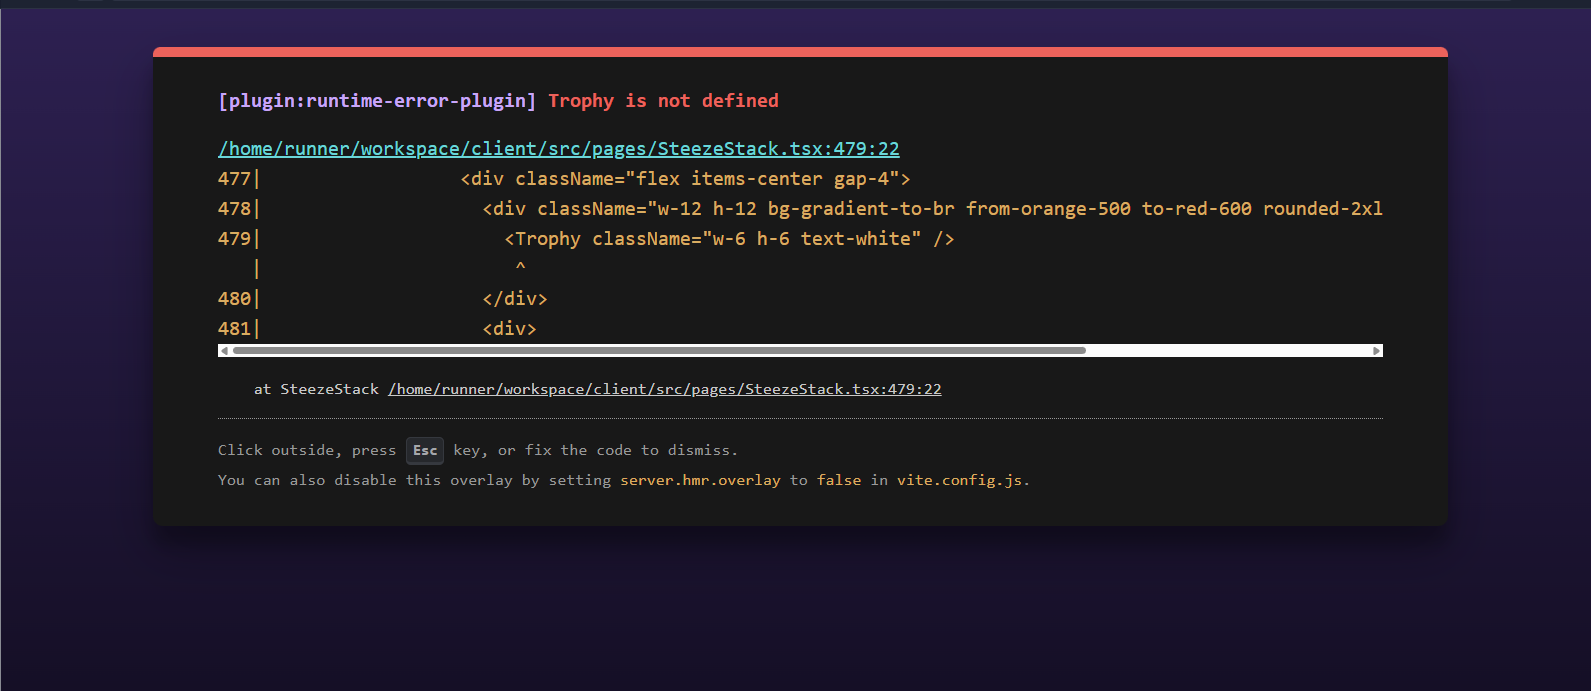 [plugin:runtime-error-plugin] Trophy is not defined
/home/runner/workspace/client/src/pages/SteezeStack.tsx:479:22
477|                  <div className="flex items-center gap-4">
478|                    <div className="w-12 h-12 bg-gradient-to-br from-orange-500 to-red-600 rounded-2xl
479|                      <Trophy className="w-6 h-6 text-white" />
   |                       ^
480|                    </div>
481|                    <div>
at SteezeStack /home/runner/workspace/client/src/pages/SteezeStack.tsx:479:22
Click outside, press Esc key, or fix the code to dismiss.
You can also disable this overlay by setting server.hmr.overlay to false in vite.config.js.